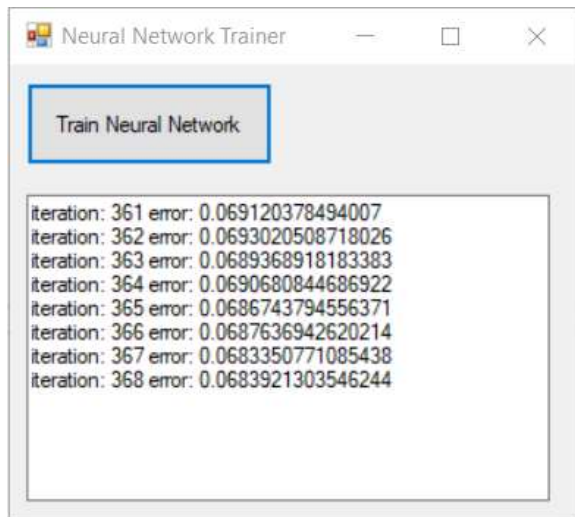 Neural Network Trainer
Train Neural Network
iteration: 361 error: 0.069120378494007
iteration: 362 error: 0.0693020508718026
iteration: 363 error: 0.0689368918183383
iteration: 364 error: 0.0690680844686922
iteration: 365 error: 0.0686743794556371
iteration: 366 error: 0.0687636942620214
iteration: 367 error: 0.0683350771085438
iteration: 368 error: 0.0683921303546244